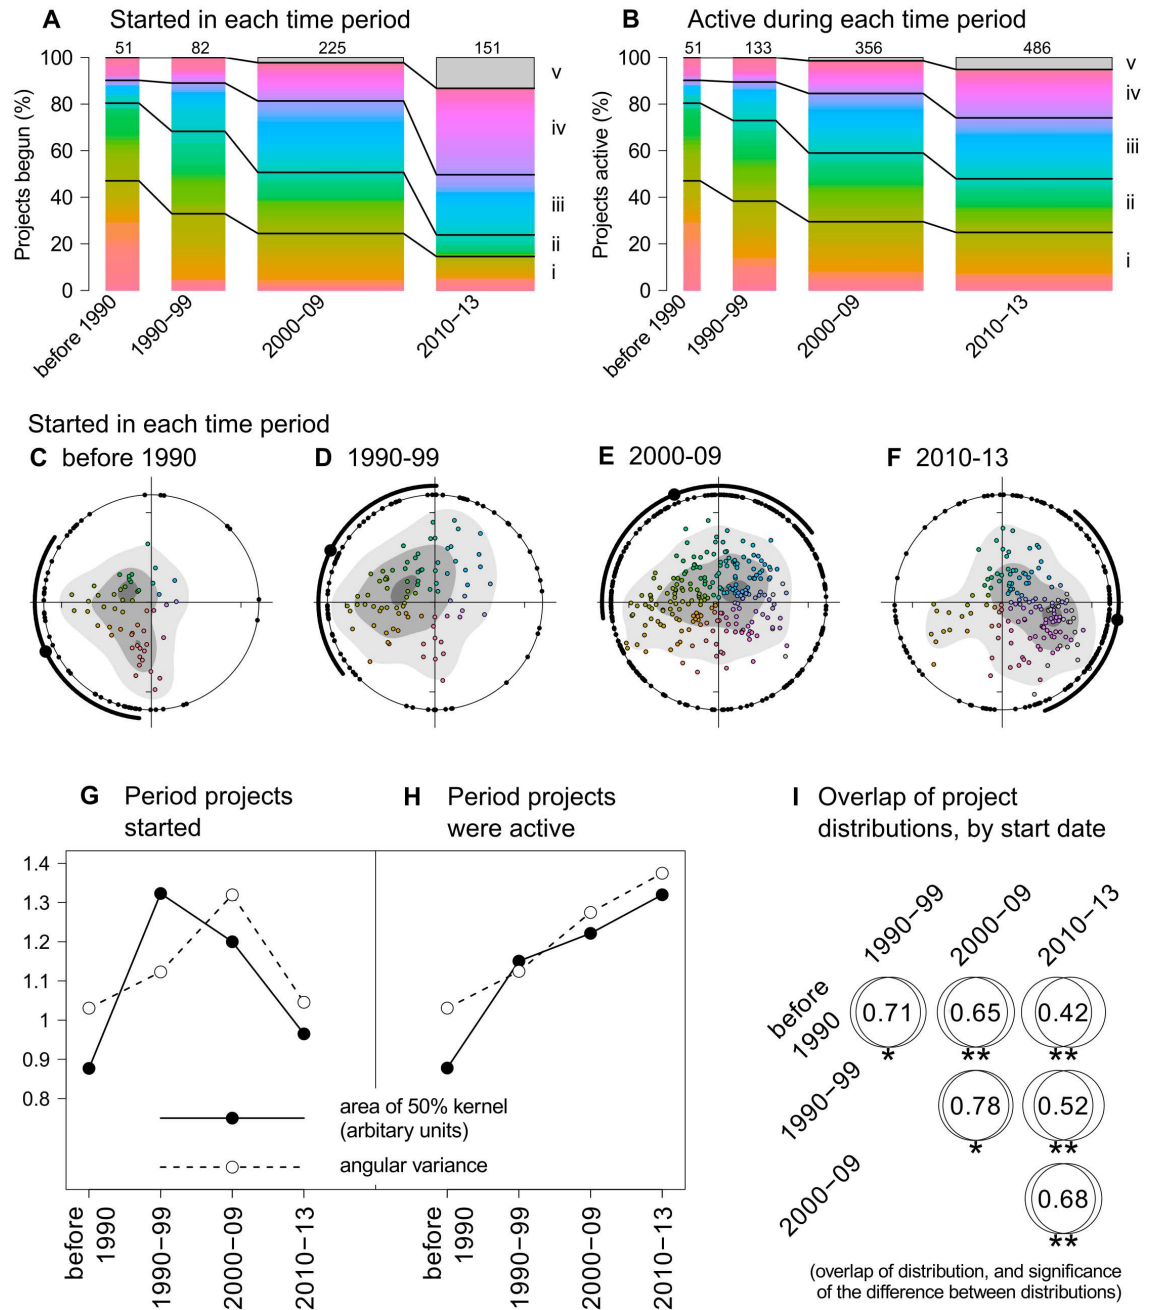 A Started in each time period
51 82 225 151
Projects begun (%)
100
80
60
40
20
0
v
iv
iii
ii
i
before 1990
1990−99
2000−09
2010−13
B Active during each time period
51 133 356 486
Projects active (%)
100
80
60
40
20
0
v
iv
iii
ii
i
before 1990
1990−99
2000−09
2010−13
Started in each time period
C before 1990
D 1990-99
E 2000-09
F 2010-13
G Period projects
started
H Period projects
were active
1.4
1.3
1.2
1.1
1
0.9
0.8
area of 50% kernel
(arbitary units)
angular variance
before
1990
1990−99
2000−09
2010−13
before
1990
1990−99
2000−09
2010−13
I Overlap of project
distributions, by start date
1990−99
2000−09
2010−13
before
1990
0.71 0.65 0.42
* ** **
1990−99
0.78 0.52
* **
2000−09
0.68
**
(overlap of distribution, and significance
of the difference between distributions)